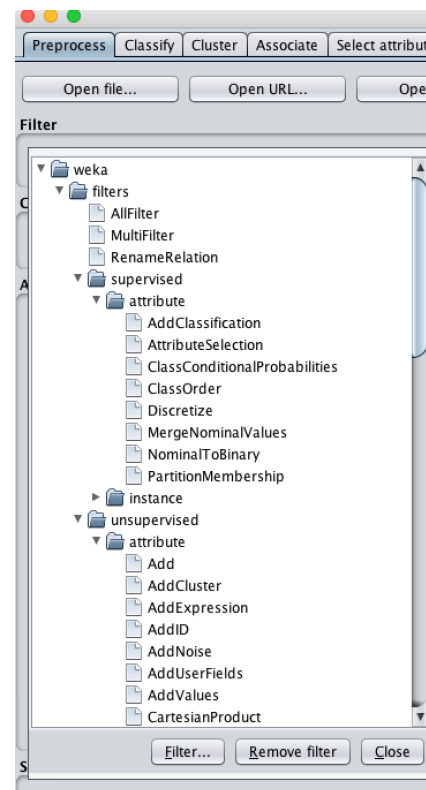 Preprocess Classify Cluster Associate Select attribut
Open file... Open URL... Ope
Filter
weka
filters
AllFilter
MultiFilter
RenameRelation
supervised
attribute
AddClassification
AttributeSelection
ClassConditionalProbabilities
ClassOrder
Discretize
MergeNominalValues
NominalToBinary
PartitionMembership
instance
unsupervised
attribute
Add
AddCluster
AddExpression
AddID
AddNoise
AddUserFields
AddValues
CartesianProduct
Filter... Remove filter Close